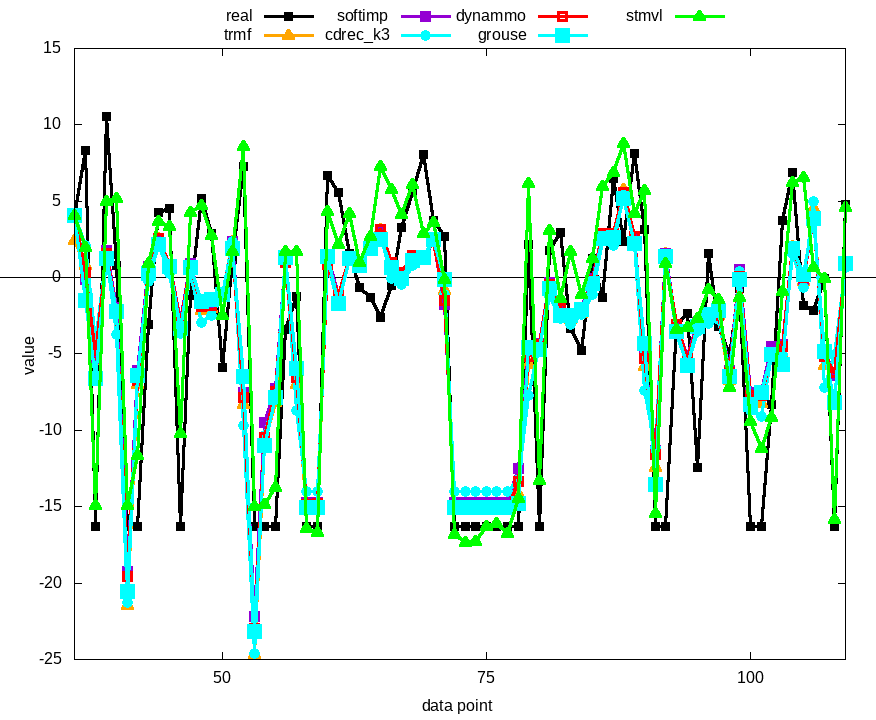 real softimp dynammo stmvl
trmf cdrec_k3 grouse
15
10
5
0
-5
-10
-15
-20
-25
value
50 75 100
data point